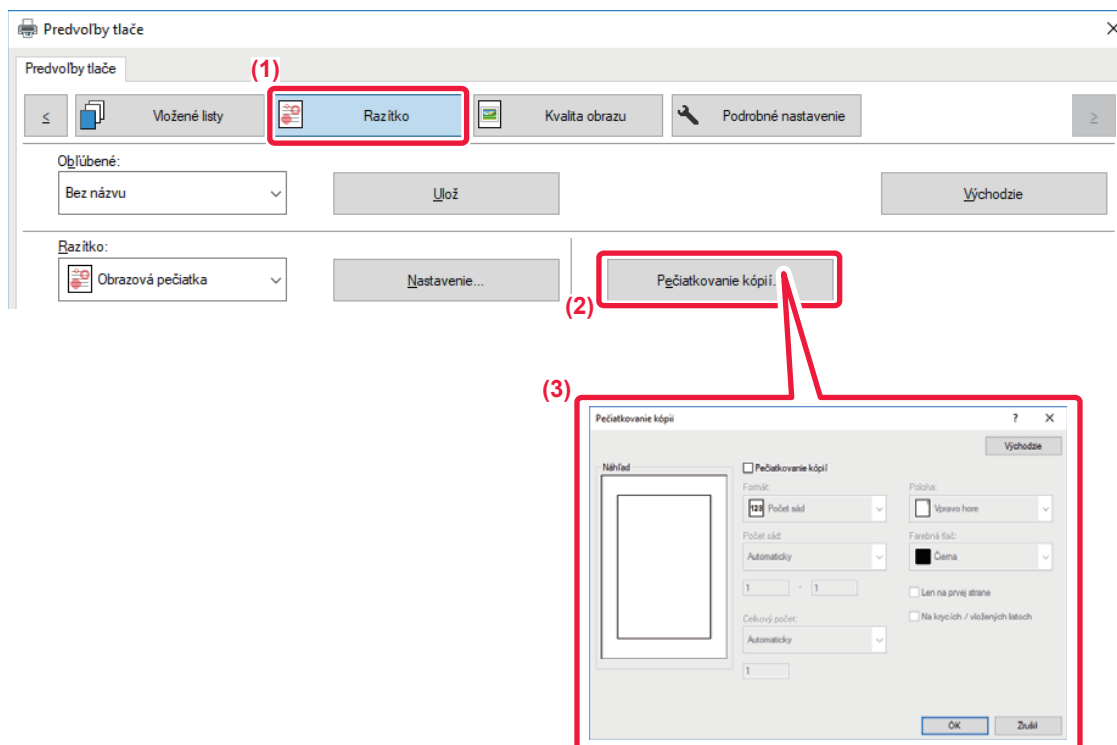 Predvoľby tlače
Predvoľby tlače
(1)
≤ Vložené listy Razítko Kvalita obrazu Podrobné nastavenie ≥
Obľúbené:
Bez názvu Ulož Východzie
Razítko:
Obrazová pečiatka Nastavenie... Pečiatkovanie kópií...
(2)
(3)
Pečiatkovanie kópií ?
Východzie
Náhľad Pečiatkovanie kópií
Formát: Poloha:
123 Počet sád Vpravo hore
Počet sád: Farebná tlač:
Automaticky Čierna
1 - 1 Len na prvej strane
Celkový počet: Na krycích / vložených listoch
Automaticky
1
OK Zrušiť